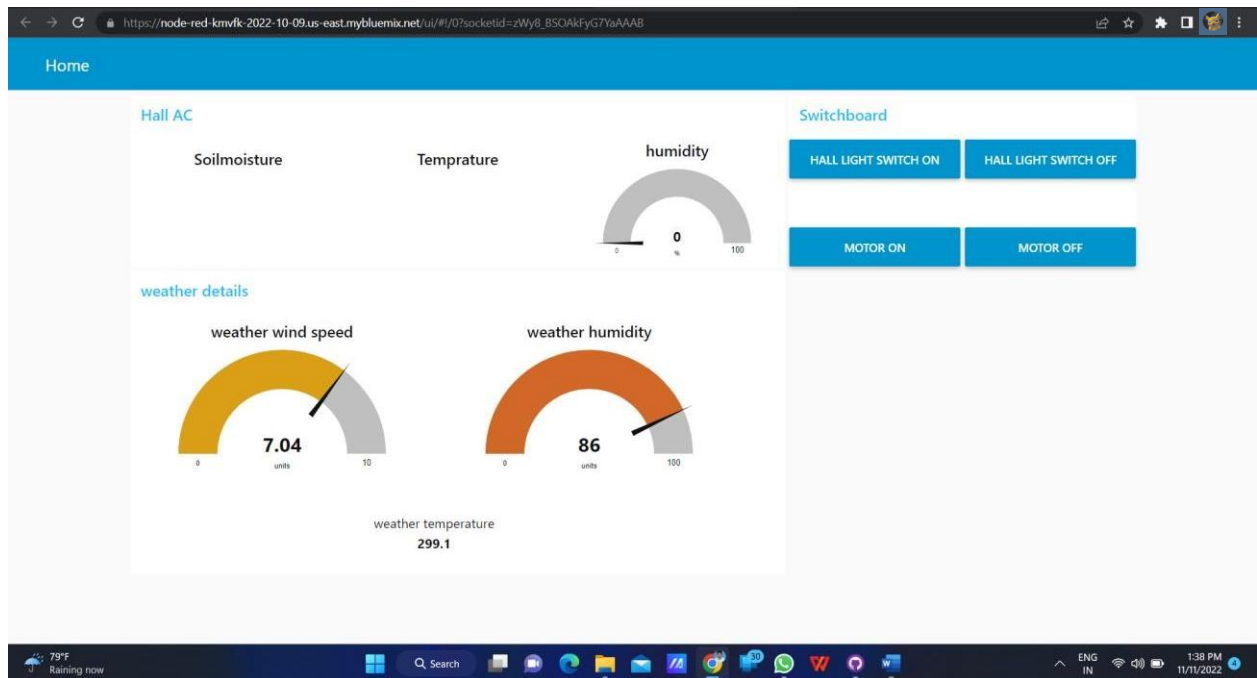 https://node-red-kmvfk-2022-10-09.us-east.mybluemix.net/ui/#!/0?socketid=zWy8_BSOAkFyG7YaAAAB
Home
Hall AC
Switchboard
Soilmoisture
Temprature
humidity
HALL LIGHT SWITCH ON
HALL LIGHT SWITCH OFF
0
%
0
100
MOTOR ON
MOTOR OFF
weather details
weather wind speed
weather humidity
7.04
units
0
10
86
units
0
100
weather temperature
299.1
79°F
Raining now
Search
30
W
W
ENG
IN
1:38 PM
11/11/2022
4